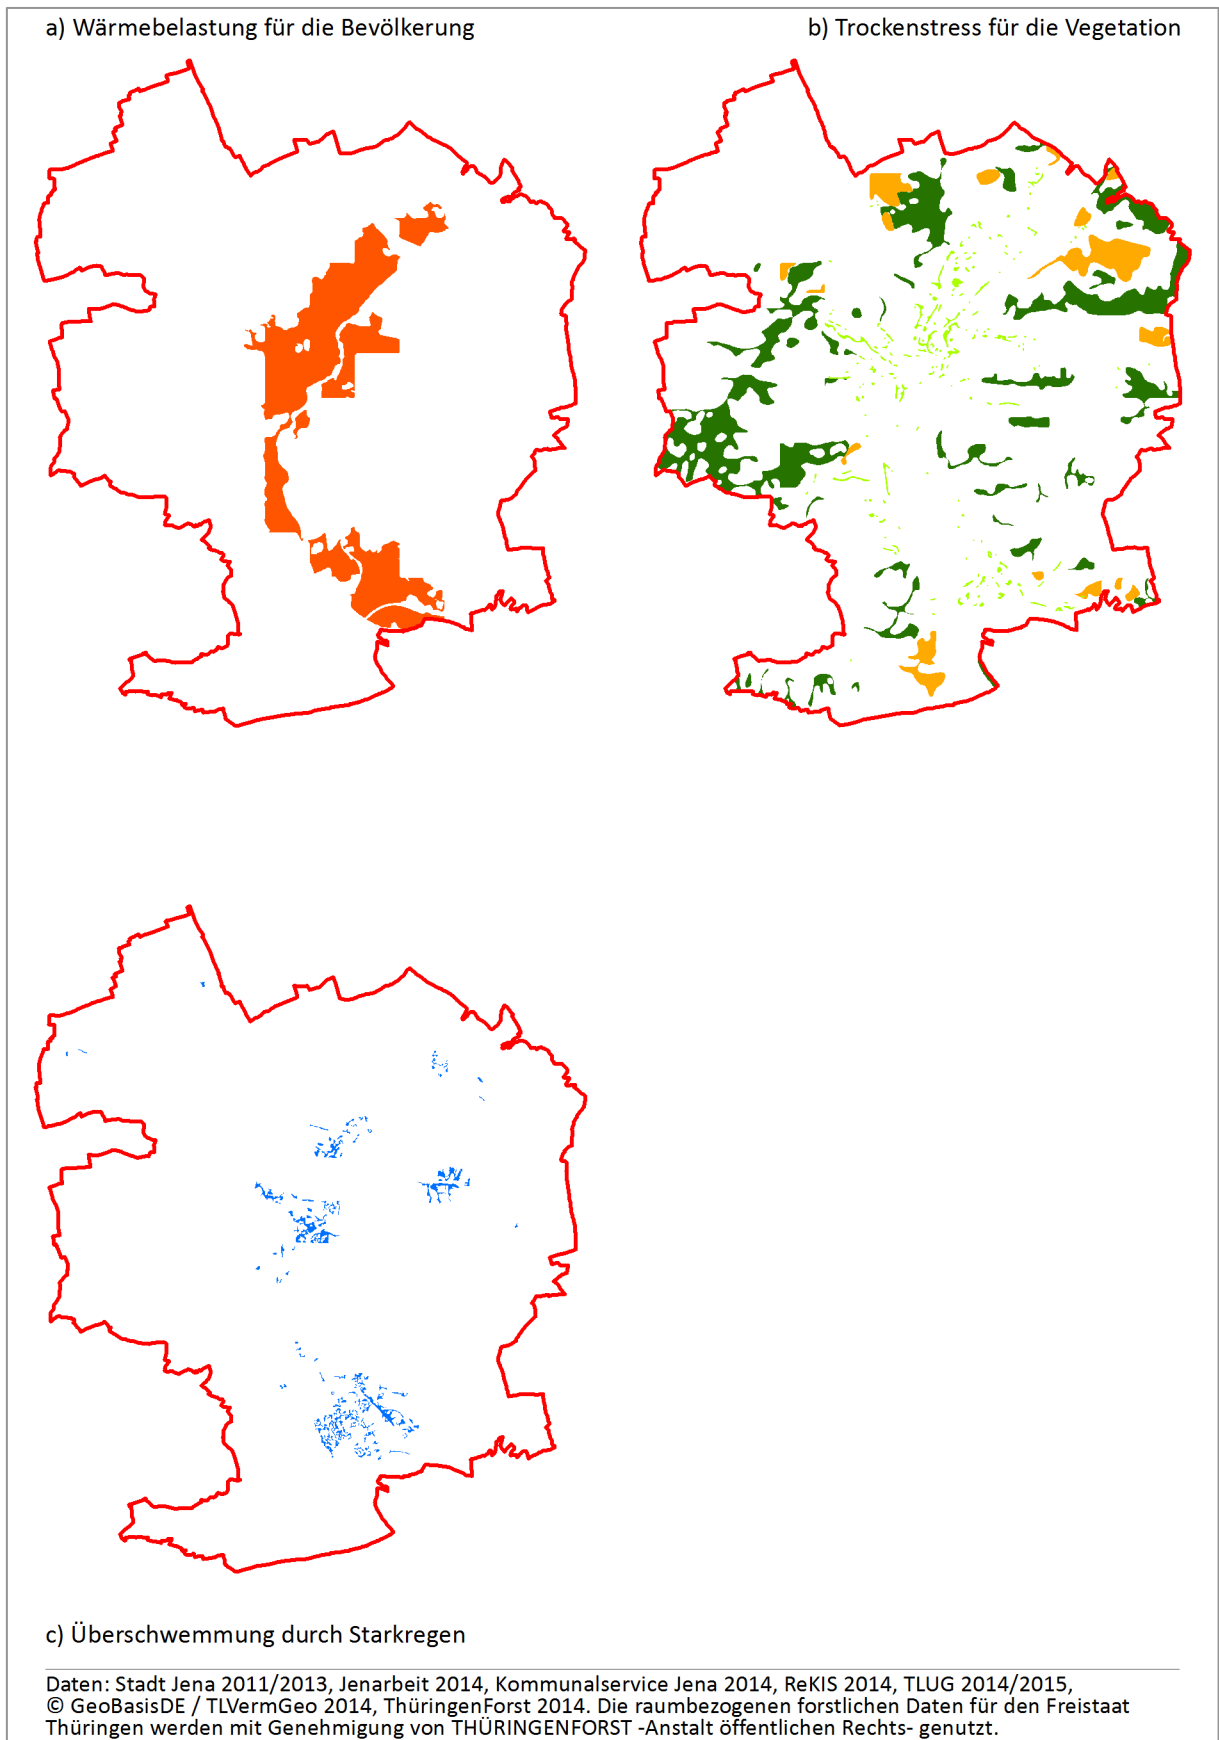 a) Wärmebelastung für die Bevölkerung
b) Trockenstress für die Vegetation
c) Überschwemmung durch Starkregen
Daten: Stadt Jena 2011/2013, Jenarbeit 2014, Kommunalservice Jena 2014, ReKIS 2014, TLUG 2014/2015,
© GeoBasisDE / TLVermGeo 2014, ThüringenForst 2014. Die raumbezogenen forstlichen Daten für den Freistaat
Thüringen werden mit Genehmigung von THÜRINGENFORST -Anstalt öffentlichen Rechts- genutzt.